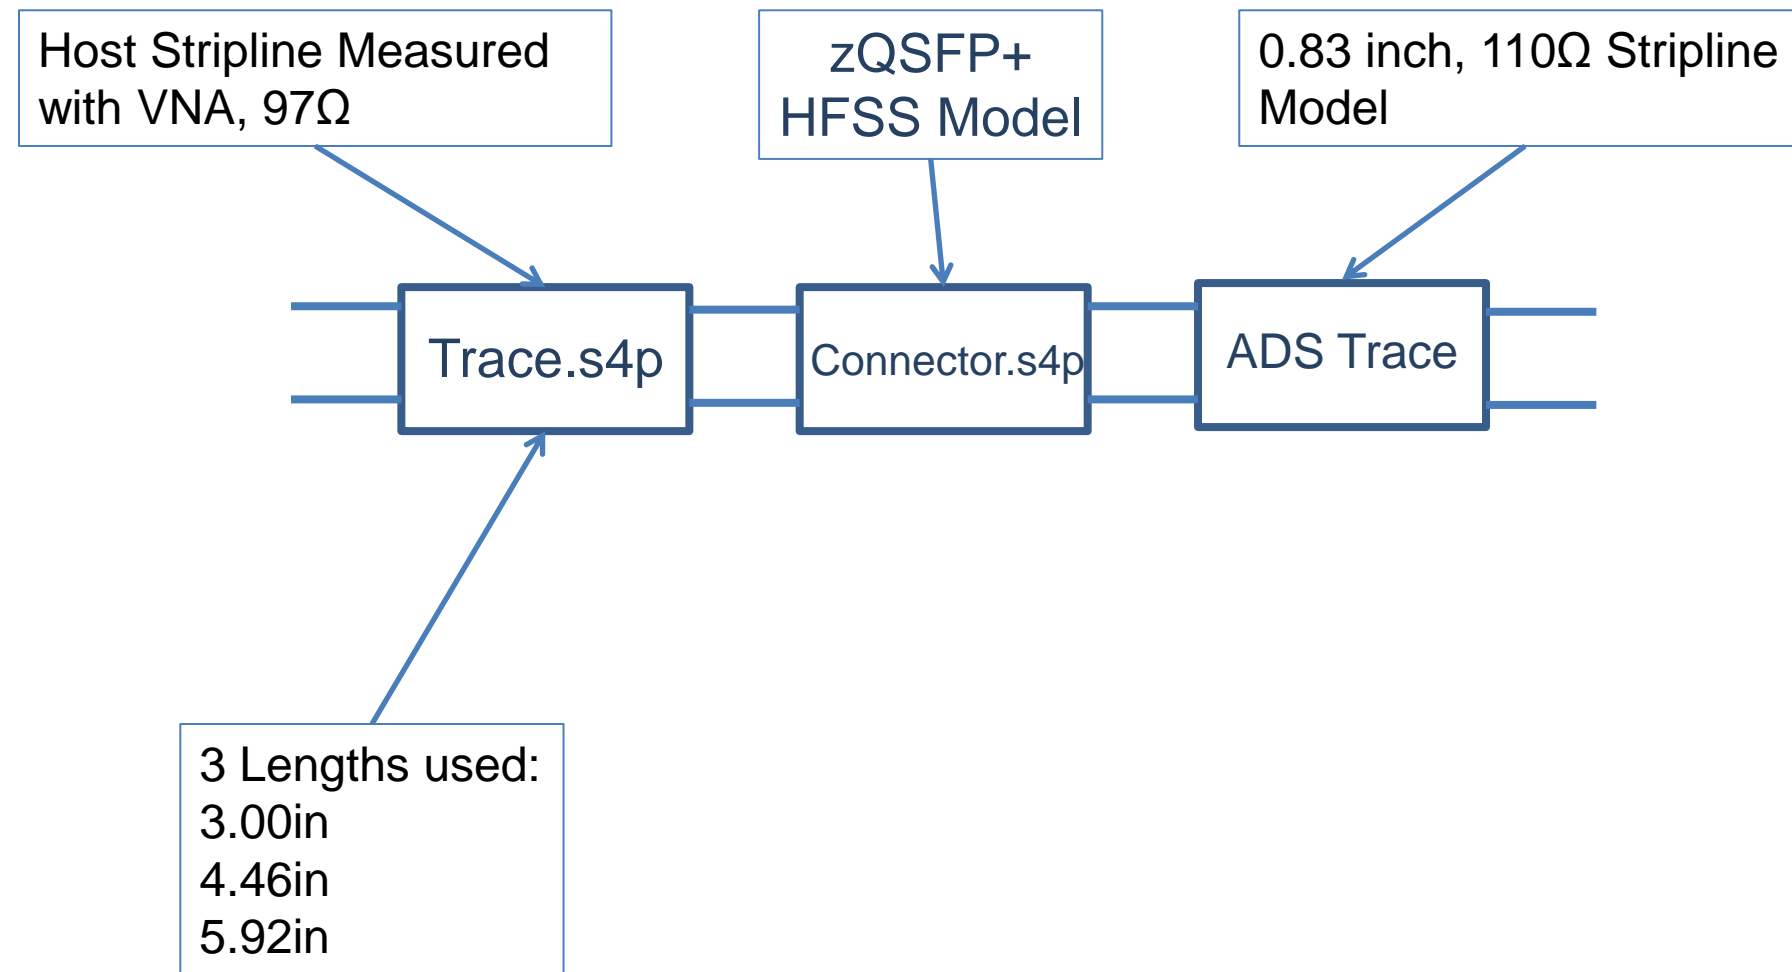 Host Stripline Measured
with VNA, 97Ω
zQSFP+
HFSS Model
0.83 inch, 110Ω Stripline
Model
Trace.s4p
Connector.s4p
ADS Trace
3 Lengths used:
3.00in
4.46in
5.92in